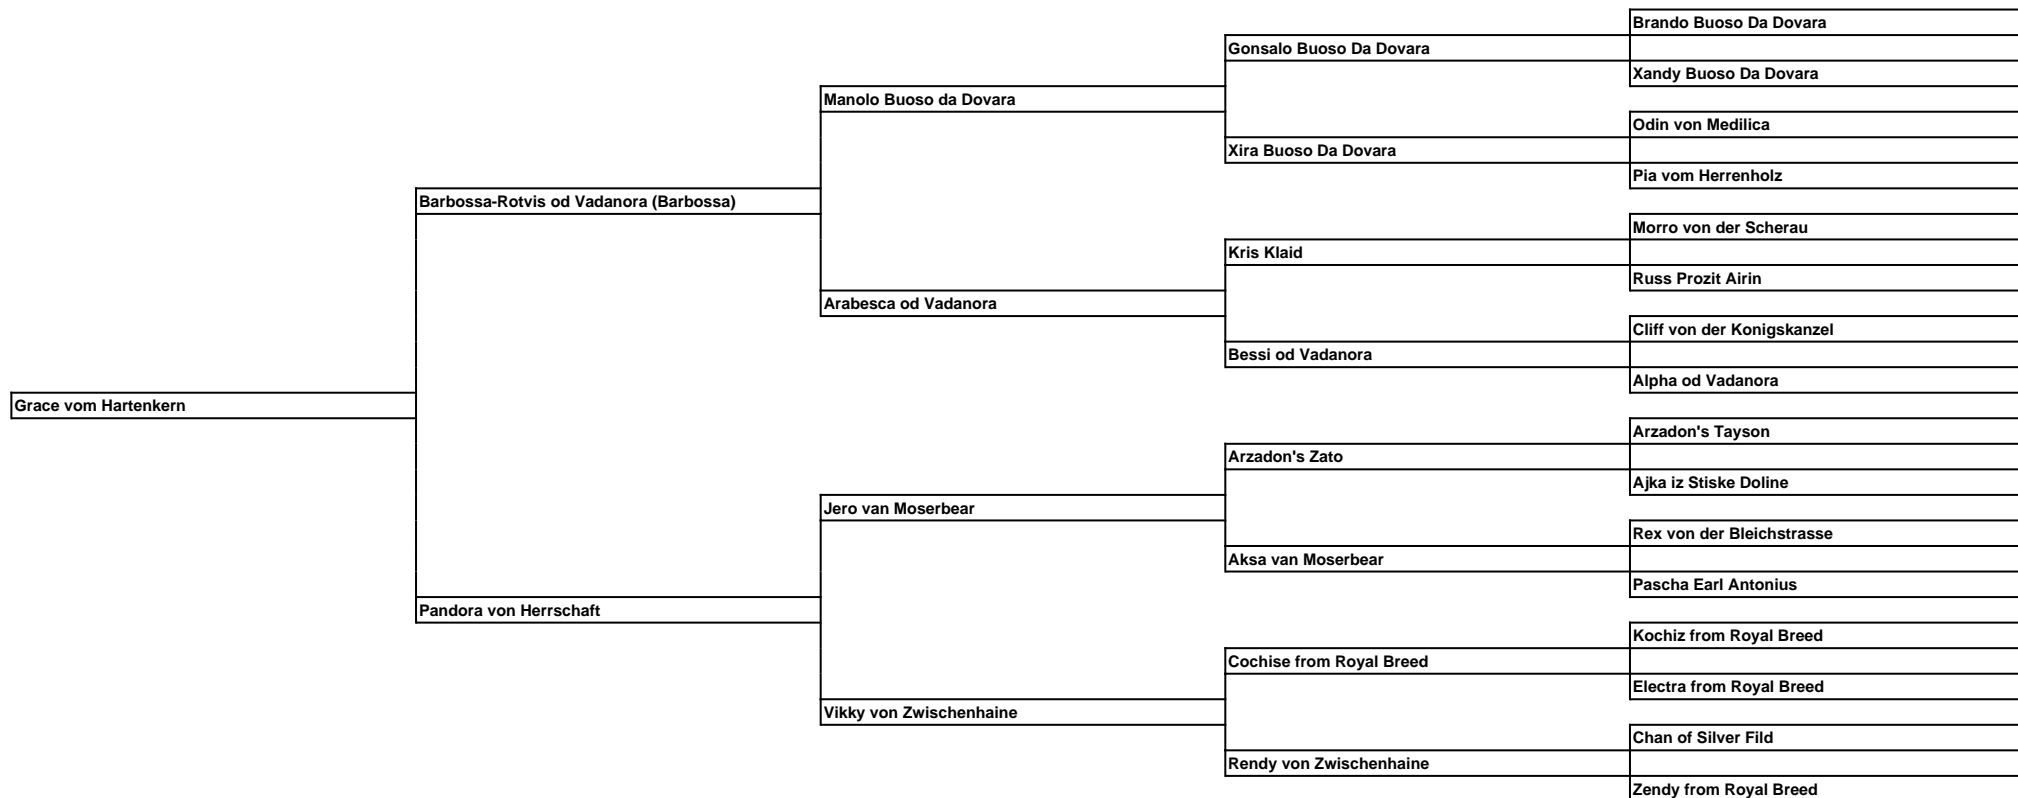 Brando Buoso Da Dovara
Gonsalo Buoso Da Dovara
Xandy Buoso Da Dovara
Manolo Buoso da Dovara
Odin von Medilica
Xira Buoso Da Dovara
Pia vom Herrenholz
Barbossa-Rotvis od Vadanora (Barbossa)
Morro von der Scherau
Kris Klaid
Russ Prozit Airin
Arabesca od Vadanora
Cliff von der Konigskanzel
Bessi od Vadanora
Alpha od Vadanora
Grace vom Hartenkern
Arzadon's Tayson
Arzadon's Zato
Ajka iz Stiske Doline
Jero van Moserbear
Rex von der Bleichstrasse
Aksa van Moserbear
Pascha Earl Antonius
Pandora von Herrschaft
Kochiz from Royal Breed
Cochise from Royal Breed
Electra from Royal Breed
Vikky von Zwischenhaine
Chan of Silver Fild
Rendy von Zwischenhaine
Zendy from Royal Breed